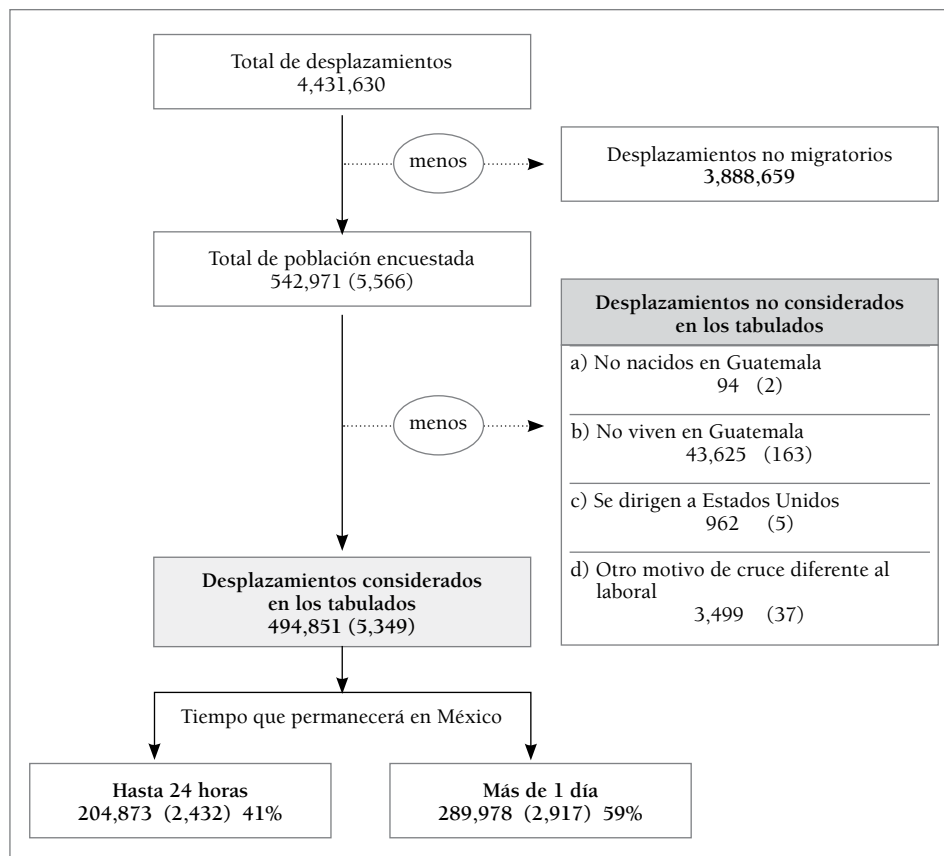 Total de desplazamientos
4,431,630
menos
Desplazamientos no migratorios
3,888,659
Total de población encuestada
542,971 (5,566)
menos
Desplazamientos no considerados
en los tabulados
a) No nacidos en Guatemala
94 (2)
b) No viven en Guatemala
43,625 (163)
c) Se dirigen a Estados Unidos
962 (5)
d) Otro motivo de cruce diferente al
laboral
3,499 (37)
Desplazamientos considerados
en los tabulados
494,851 (5,349)
Tiempo que permanecerá en México
Hasta 24 horas
204,873 (2,432) 41%
Más de 1 día
289,978 (2,917) 59%